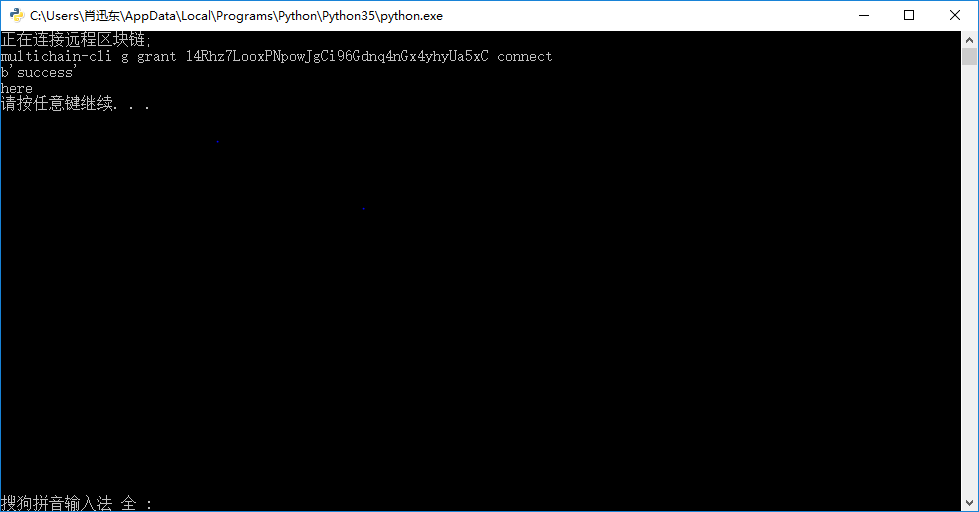 C:\Users\肖迅东\AppData\Local\Programs\Python\Python35\python.exe
正在连接远程区块链;
multichain-cli g grant 14Rhz7LooxPNpowJgCi96Gdnq4nGx4yhyUa5xC connect
b'success'
here
请按任意键继续. . .
搜狗拼音输入法 全 :